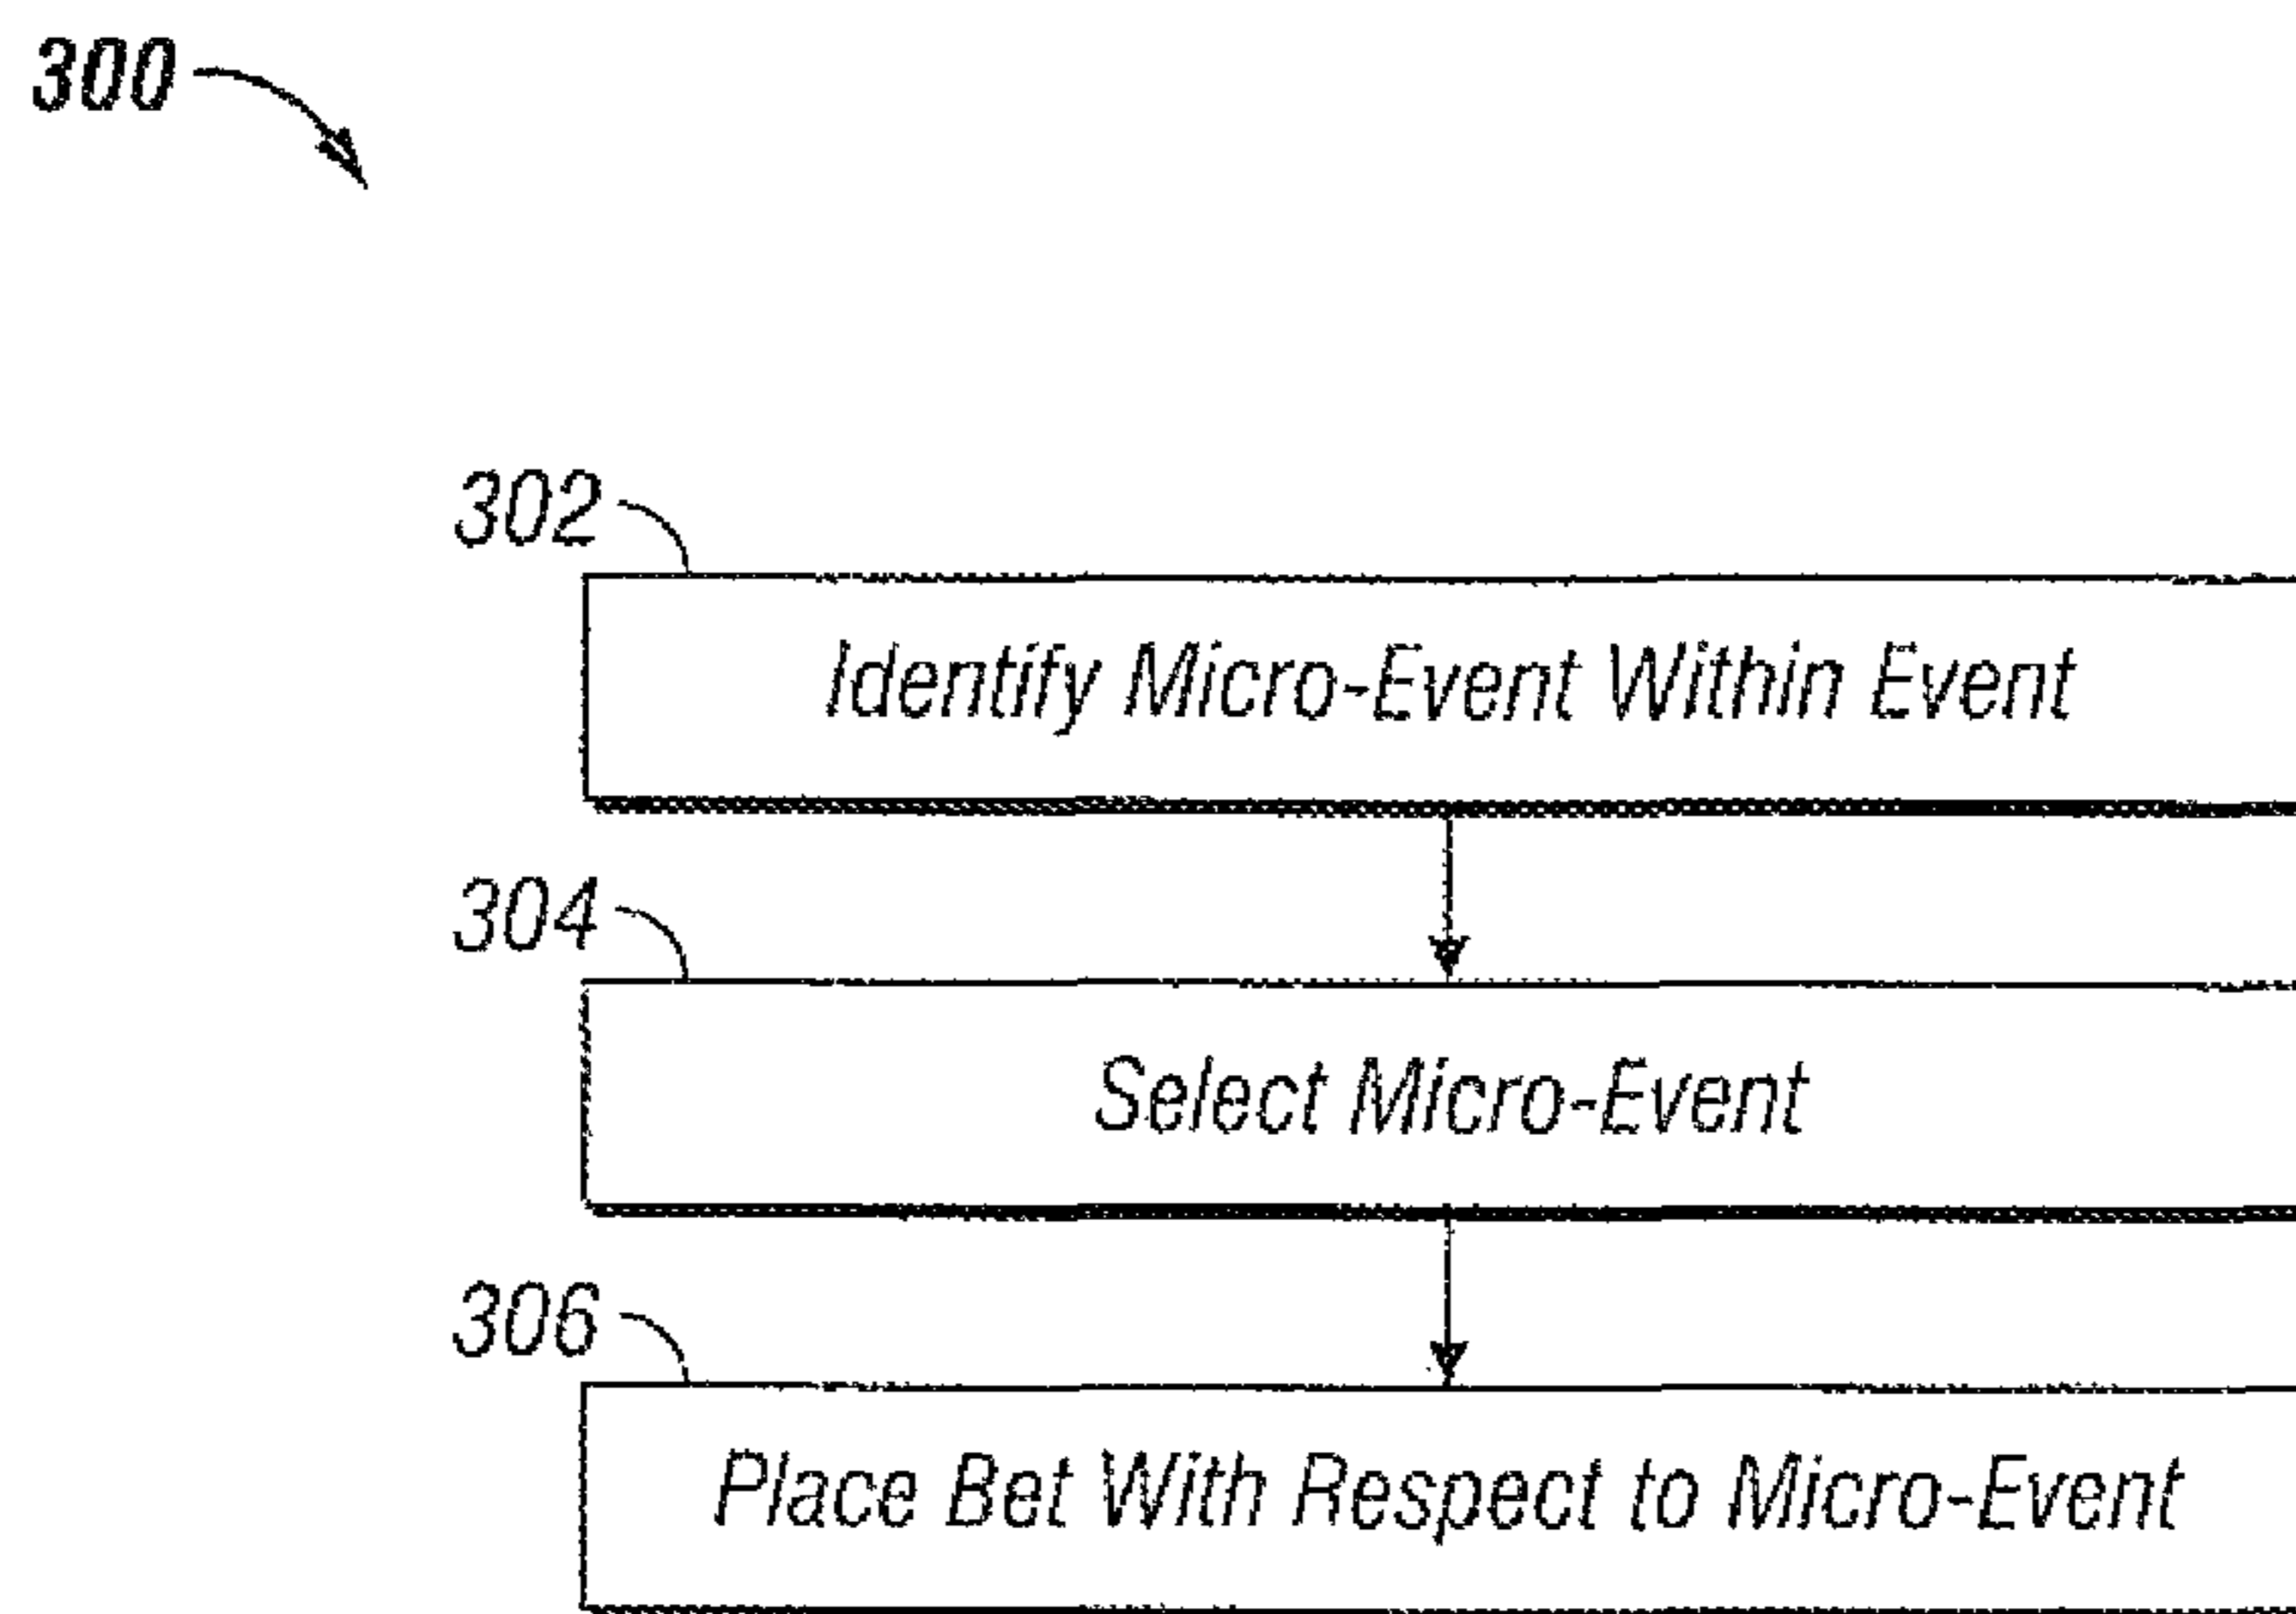 300
302
Identify Micro-Event Within Event
304
Select Micro-Event
306
Place Bet With Respect to Micro-Event